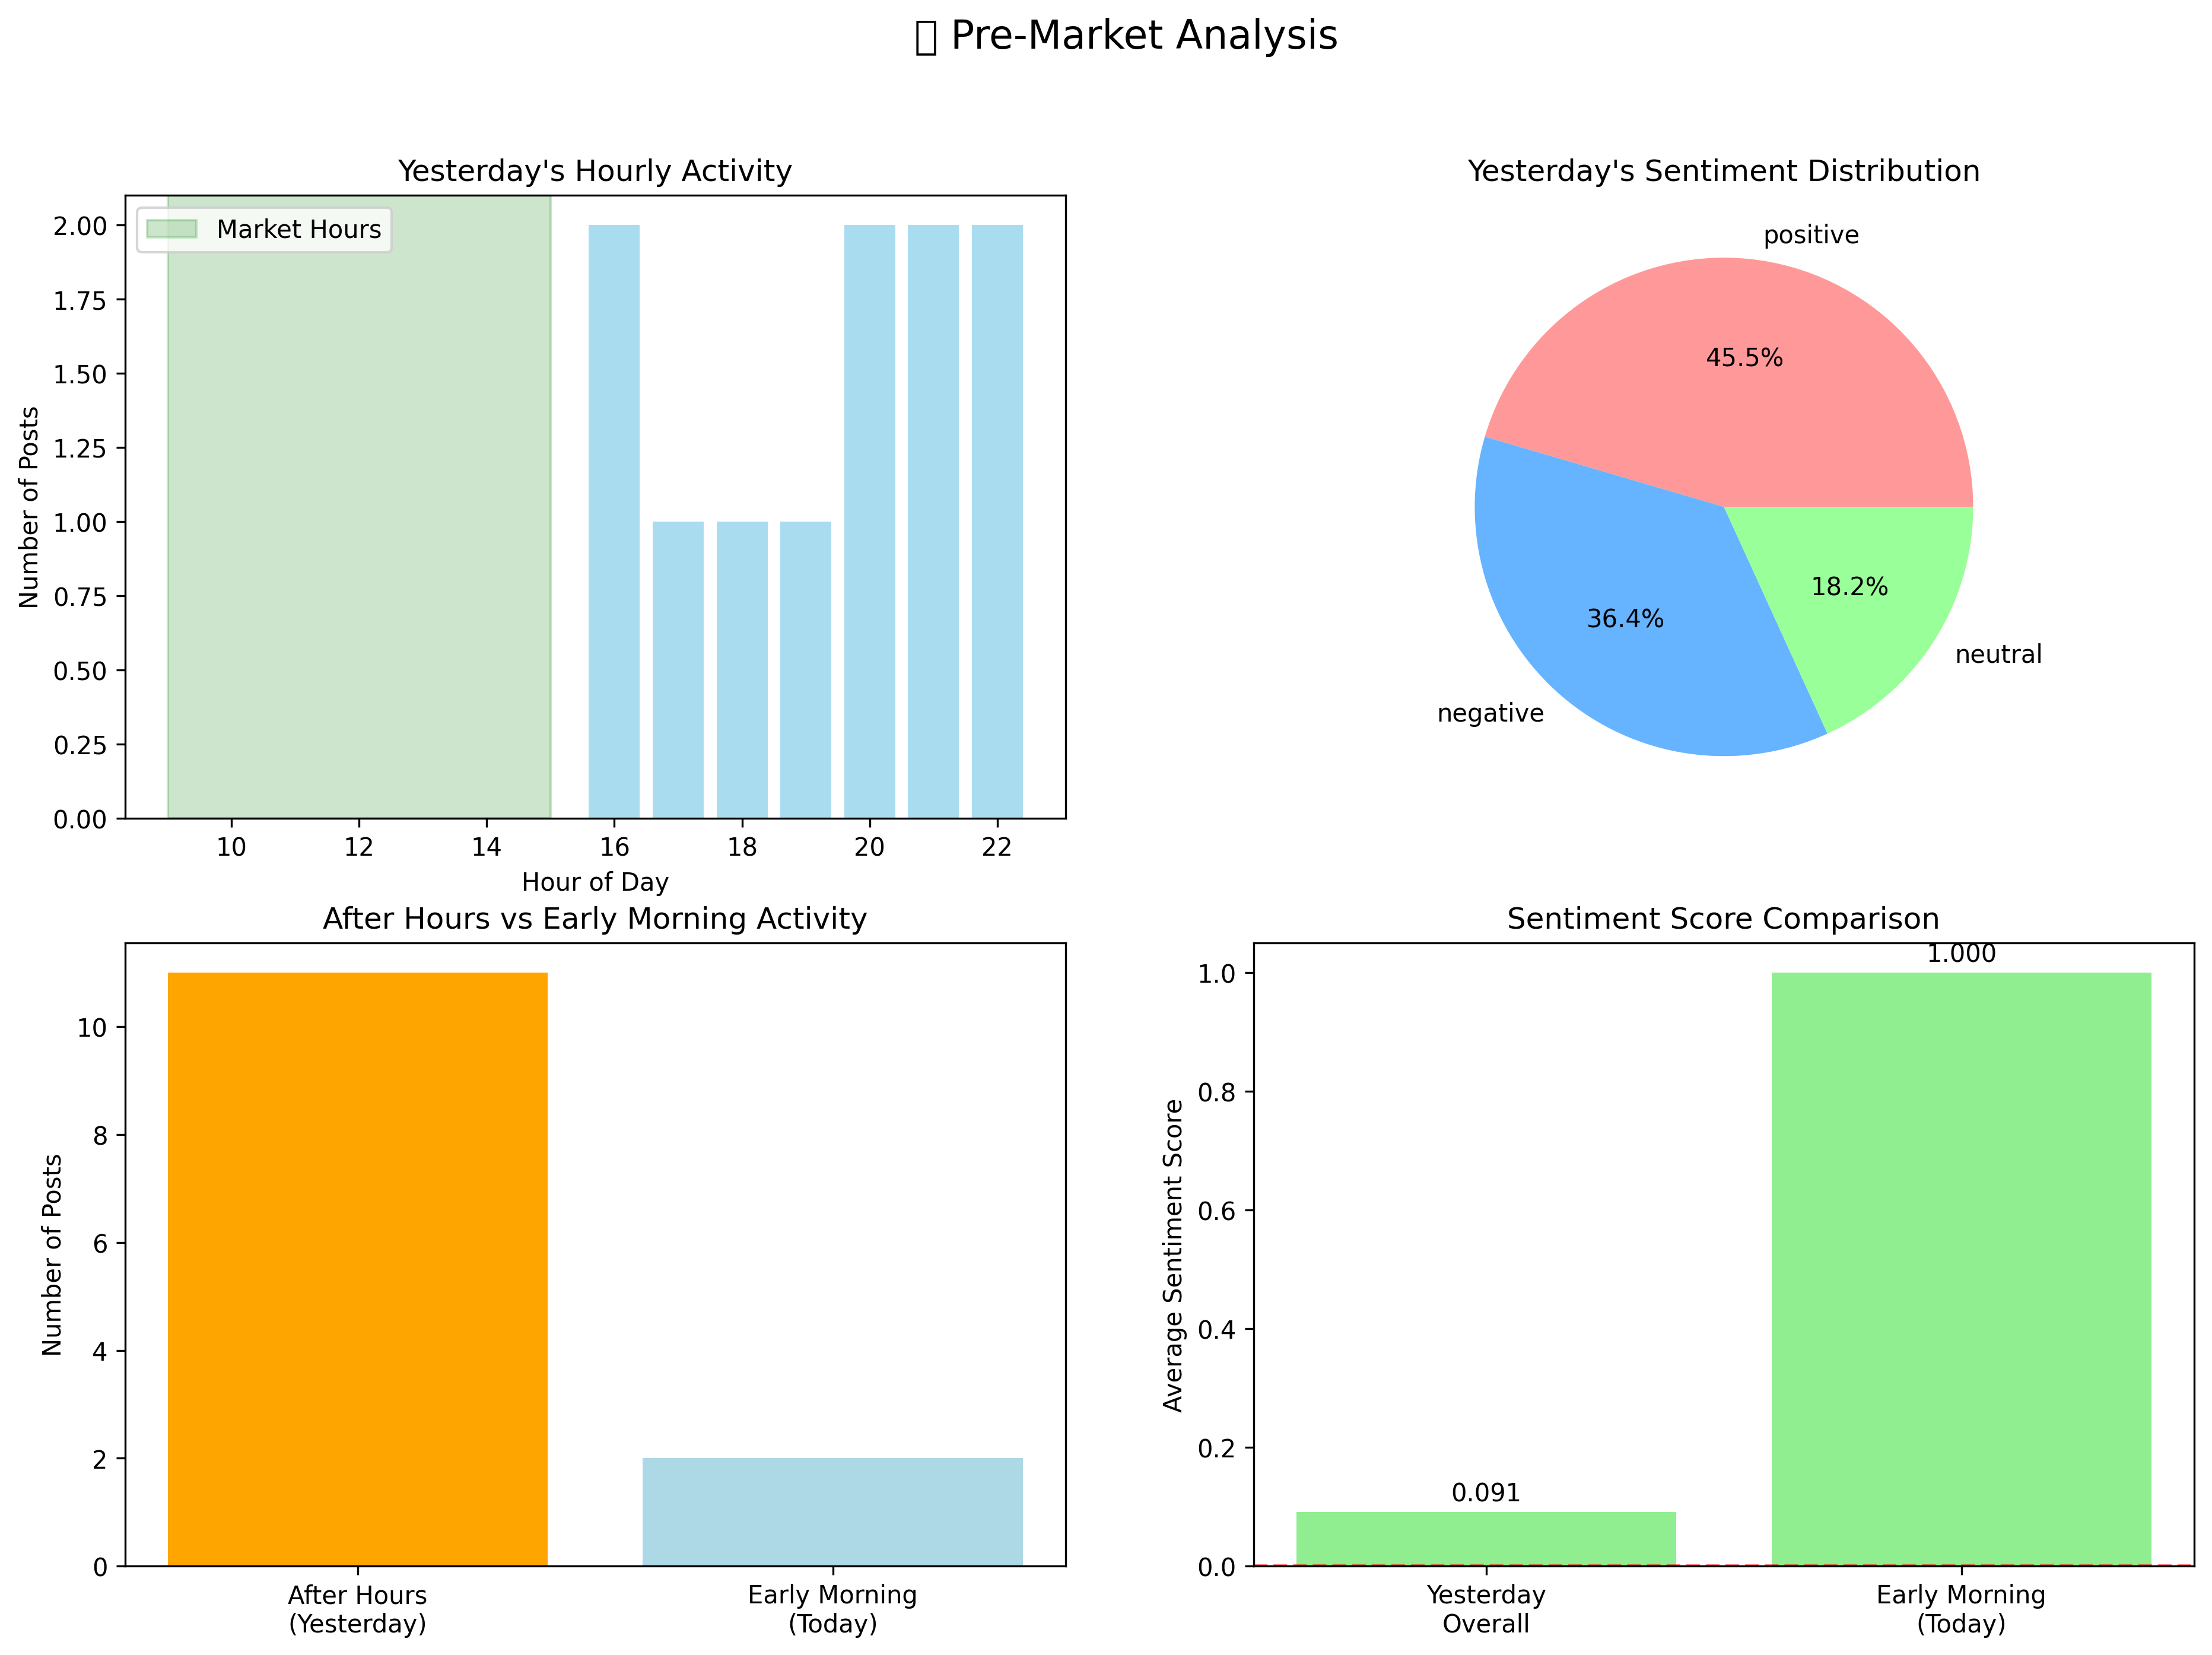 Pre-Market Analysis
Yesterday's Hourly Activity
Market Hours
2.00
1.75
1.50
1.25
1.00
0.75
0.50
0.25
0.00
Number of Posts
10 12 14 16 18 20 22
Hour of Day
Yesterday's Sentiment Distribution
positive
45.5%
36.4%
18.2%
neutral
negative
After Hours vs Early Morning Activity
10
8
6
4
2
0
Number of Posts
After Hours
(Yesterday)
Early Morning
(Today)
Sentiment Score Comparison
1.000
1.0
0.8
0.6
0.4
0.2
0.0
Average Sentiment Score
0.091
Yesterday
Overall
Early Morning
(Today)